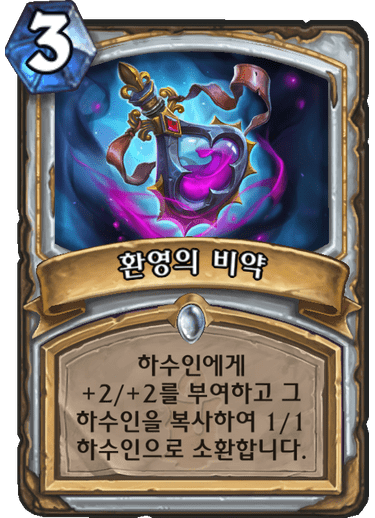 3
환영의 비약
하수인에게
+2/+2를 부여하고 그
하수인을 복사하여 1/1
하수인으로 소환합니다.